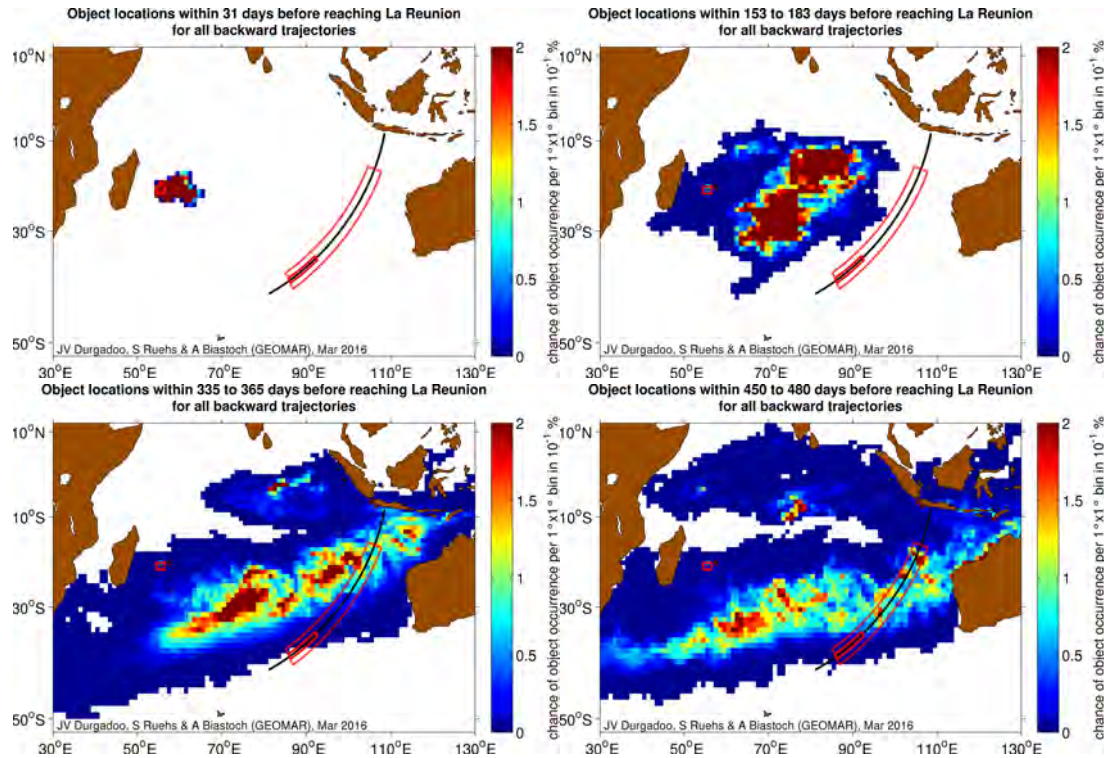 Object locations within 31 days before reaching La Reunion
for all backward trajectories
10°N
10°S
30°S
50°S
30°E 50°E 70°E 90°E 110°E 130°E
JV Durgadoo, S Ruehs & A Biastoch (GEOMAR), Mar 2016
2
1.5
1
0.5
0
chance of object occurrence per 1°x1° bin in 10⁻¹ %
Object locations within 153 to 183 days before reaching La Reunion
for all backward trajectories
10°N
10°S
30°S
50°S
30°E 50°E 70°E 90°E 110°E 130°E
JV Durgadoo, S Ruehs & A Biastoch (GEOMAR), Mar 2016
2
1.5
1
0.5
0
chance of object occurrence per 1°x1° bin in 10⁻¹ %
Object locations within 335 to 365 days before reaching La Reunion
for all backward trajectories
10°N
10°S
30°S
50°S
30°E 50°E 70°E 90°E 110°E 130°E
JV Durgadoo, S Ruehs & A Biastoch (GEOMAR), Mar 2016
2
1.5
1
0.5
0
chance of object occurrence per 1°x1° bin in 10⁻¹ %
Object locations within 450 to 480 days before reaching La Reunion
for all backward trajectories
10°N
10°S
30°S
50°S
30°E 50°E 70°E 90°E 110°E 130°E
JV Durgadoo, S Ruehs & A Biastoch (GEOMAR), Mar 2016
2
1.5
1
0.5
0
chance of object occurrence per 1°x1° bin in 10⁻¹ %